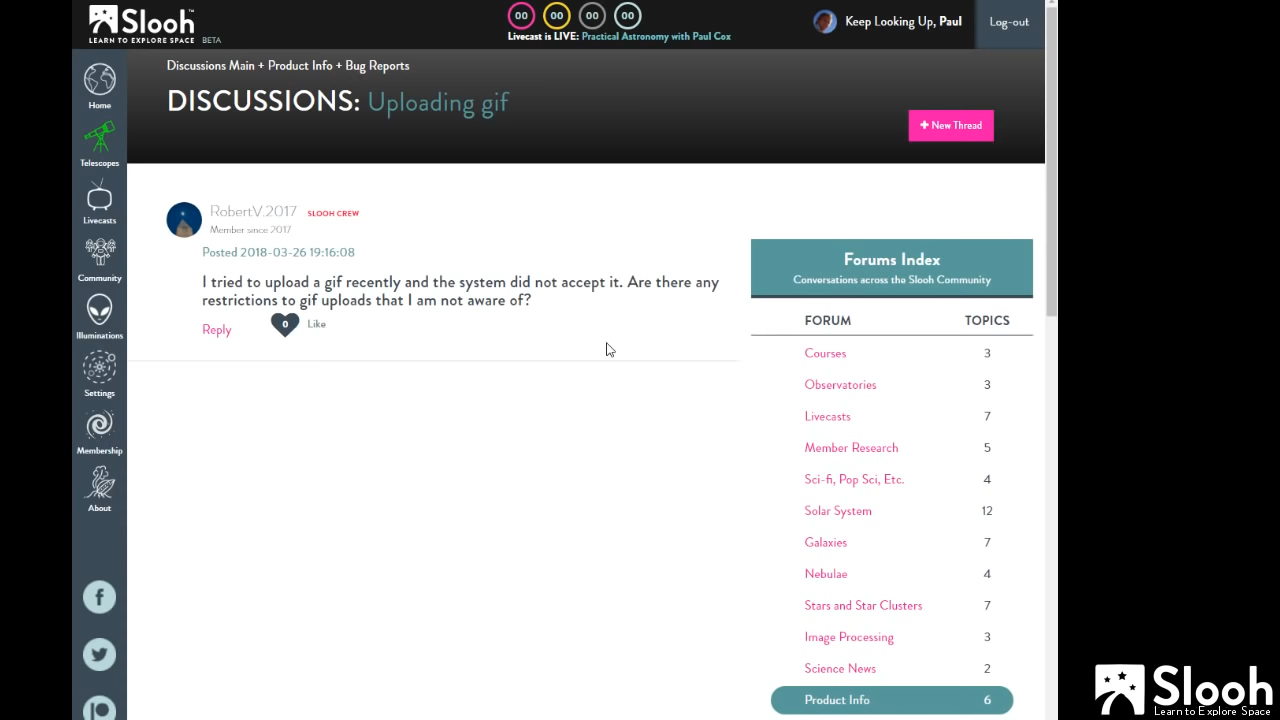 Slooh™
LEARN TO EXPLORE SPACE BETA
00 00 00 00
Livecast is LIVE: Practical Astronomy with Paul Cox
Keep Looking Up, Paul
Log-out
Home
Telescopes
Livecasts
Community
Illuminations
Settings
Membership
About
Discussions Main + Product Info + Bug Reports
DISCUSSIONS: Uploading gif
+ New Thread
RobertV.2017 SLOOH CREW
Member since 2017
Posted 2018-03-26 19:16:08
I tried to upload a gif recently and the system did not accept it. Are there any
restrictions to gif uploads that I am not aware of?
Reply 0 Like
Forums Index
Conversations across the Slooh Community
FORUM TOPICS
Courses 3
Observatories 3
Livecasts 7
Member Research 5
Sci-fi, Pop Sci, Etc. 4
Solar System 12
Galaxies 7
Nebulae 4
Stars and Star Clusters 7
Image Processing 3
Science News 2
Product Info 6
Slooh
Learn to Explore Space